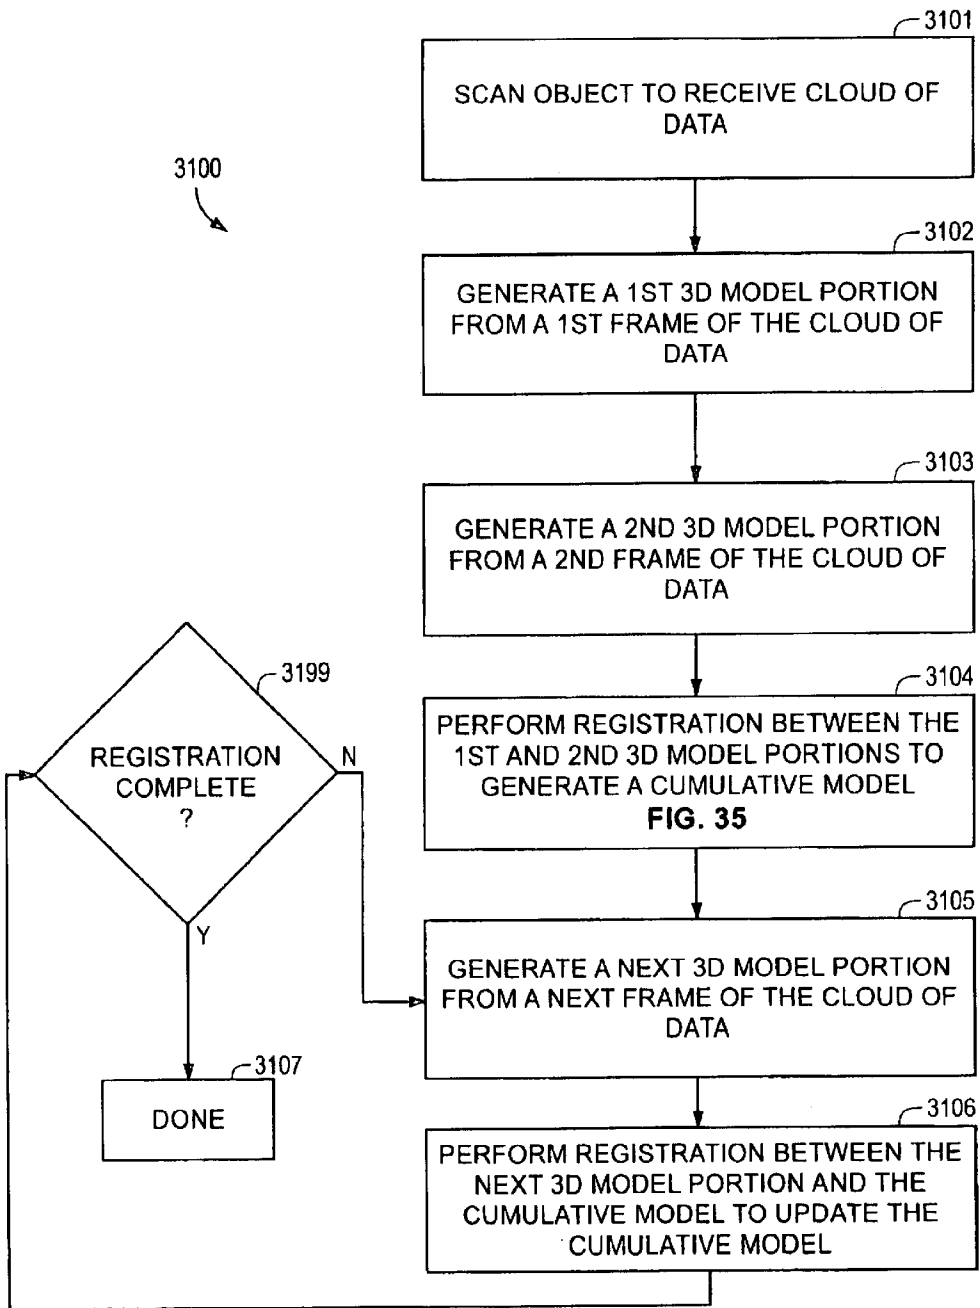 3101
SCAN OBJECT TO RECEIVE CLOUD OF
DATA
3100
3102
GENERATE A 1ST 3D MODEL PORTION
FROM A 1ST FRAME OF THE CLOUD OF
DATA
3103
GENERATE A 2ND 3D MODEL PORTION
FROM A 2ND FRAME OF THE CLOUD OF
DATA
3104
PERFORM REGISTRATION BETWEEN THE
1ST AND 2ND 3D MODEL PORTIONS TO
GENERATE A CUMULATIVE MODEL
FIG. 35
3105
GENERATE A NEXT 3D MODEL PORTION
FROM A NEXT FRAME OF THE CLOUD OF
DATA
3106
PERFORM REGISTRATION BETWEEN THE
NEXT 3D MODEL PORTION AND THE
CUMULATIVE MODEL TO UPDATE THE
CUMULATIVE MODEL
3199
REGISTRATION
COMPLETE
?
N
Y
3107
DONE